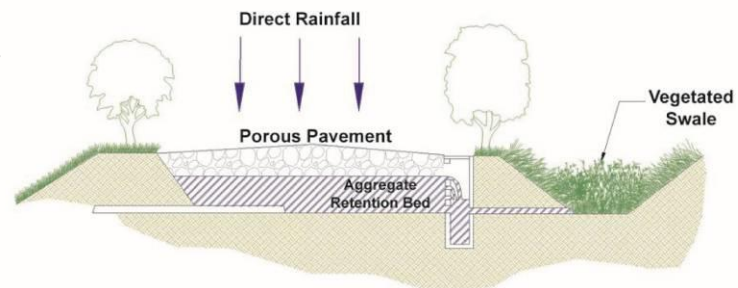 Direct Rainfall
Porous Pavement
Aggregate
Retention Bed
Vegetated
Swale